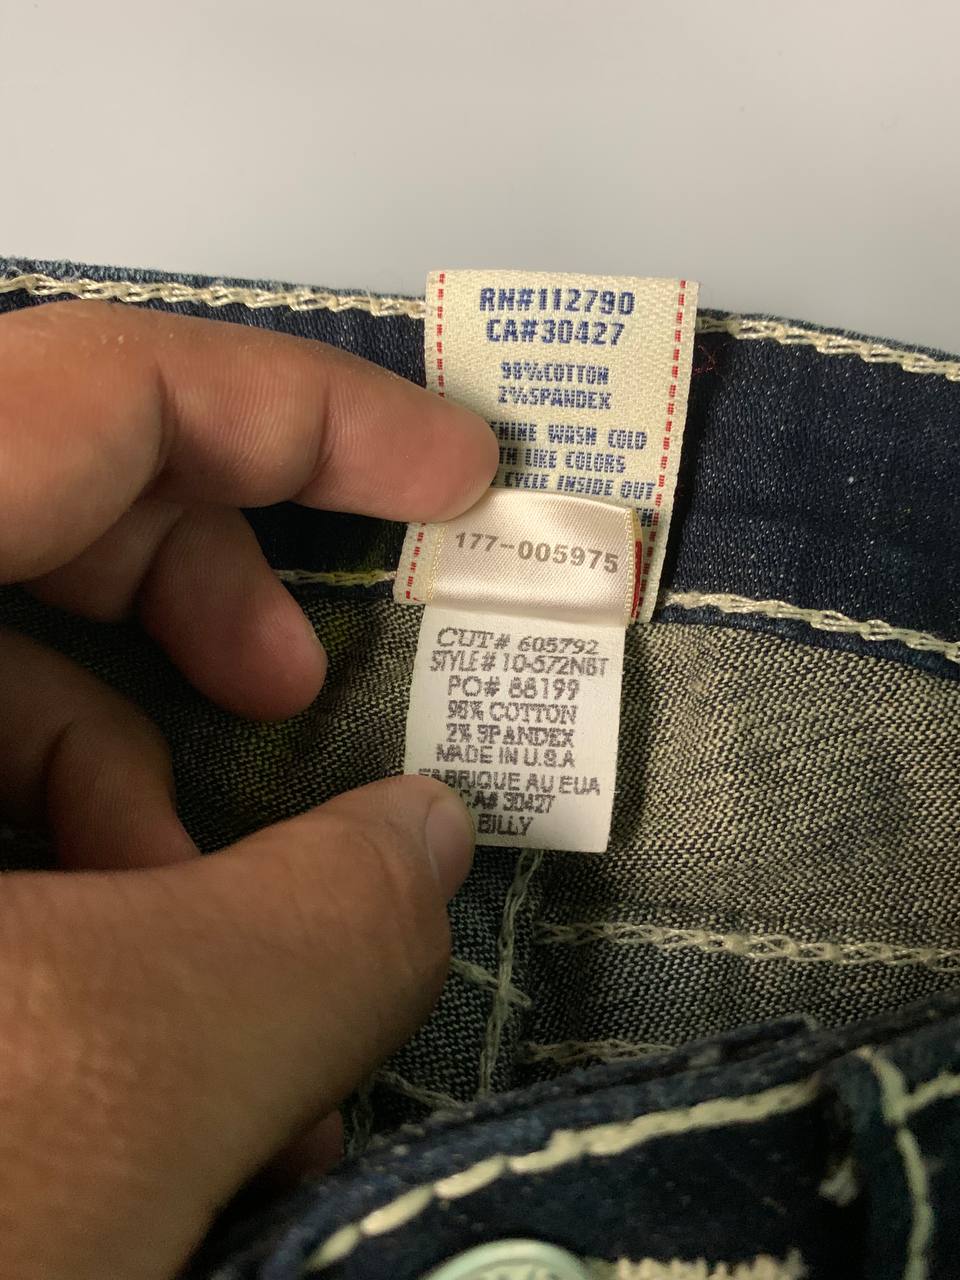 RN#112790
CA#30427
98%COTTON
2%SPANDEX
WASH COLD
LIKE COLORS
CYCLE INSIDE OUT
177-005975
CUT# 605792
STYLE# 10-572NBT
PO# 88199
98% COTTON
2% SPANDEX
MADE IN U.S.A
FABRIQUE AU EUA
CA# 30427
BILLY